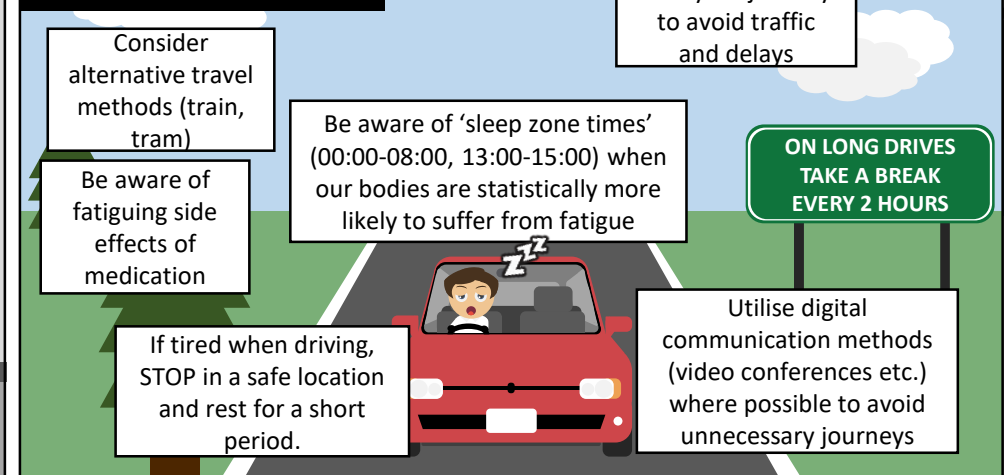 to avoid traffic
and delays
Consider
alternative travel
methods (train,
tram)
Be aware of ‘sleep zone times’
(00:00-08:00, 13:00-15:00) when
our bodies are statistically more
likely to suffer from fatigue
ON LONG DRIVES
TAKE A BREAK
EVERY 2 HOURS
Be aware of
fatiguing side
effects of
medication
zzz
If tired when driving,
STOP in a safe location
and rest for a short
period.
Utilise digital
communication methods
(video conferences etc.)
where possible to avoid
unnecessary journeys